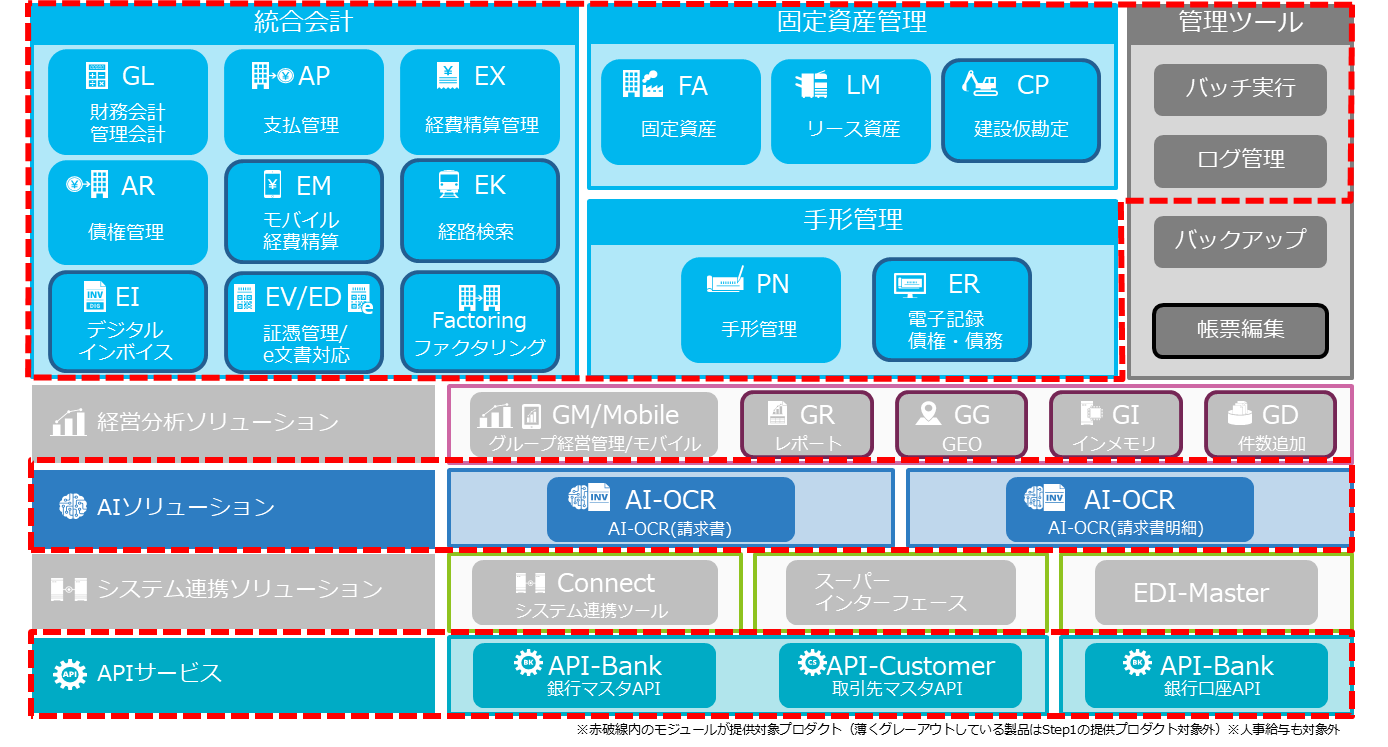 統合会計
GL
財務会計
管理会計
AP
支払管理
EX
経費精算管理
AR
債権管理
EM
モバイル
経費精算
EK
経路検索
INV
DIG
EI
デジタル
インボイス
EV/ED
e
証憑管理/
e文書対応
Factoring
ファクタリング
固定資産管理
FA
固定資産
LM
リース資産
CP
建設仮勘定
手形管理
PN
手形管理
ER
電子記録
債権・債務
管理ツール
バッチ実行
ログ管理
バックアップ
帳票編集
経営分析ソリューション
GM/Mobile
グループ経営管理/モバイル
GR
レポート
GG
GEO
GI
インメモリ
GD
件数追加
AIソリューション
INV
AI-OCR
AI-OCR(請求書)
INV
AI-OCR
AI-OCR(請求書明細)
システム連携ソリューション
Connect
システム連携ツール
スーパー
インターフェース
EDI-Master
API
APIサービス
BK
API-Bank
銀行マスタAPI
CS
API-Customer
取引先マスタAPI
BK
API-Bank
銀行口座API
※赤破線内のモジュールが提供対象プロダクト（薄くグレーアウトしている製品はStep1の提供プロダクト対象外）※人事給与も対象外